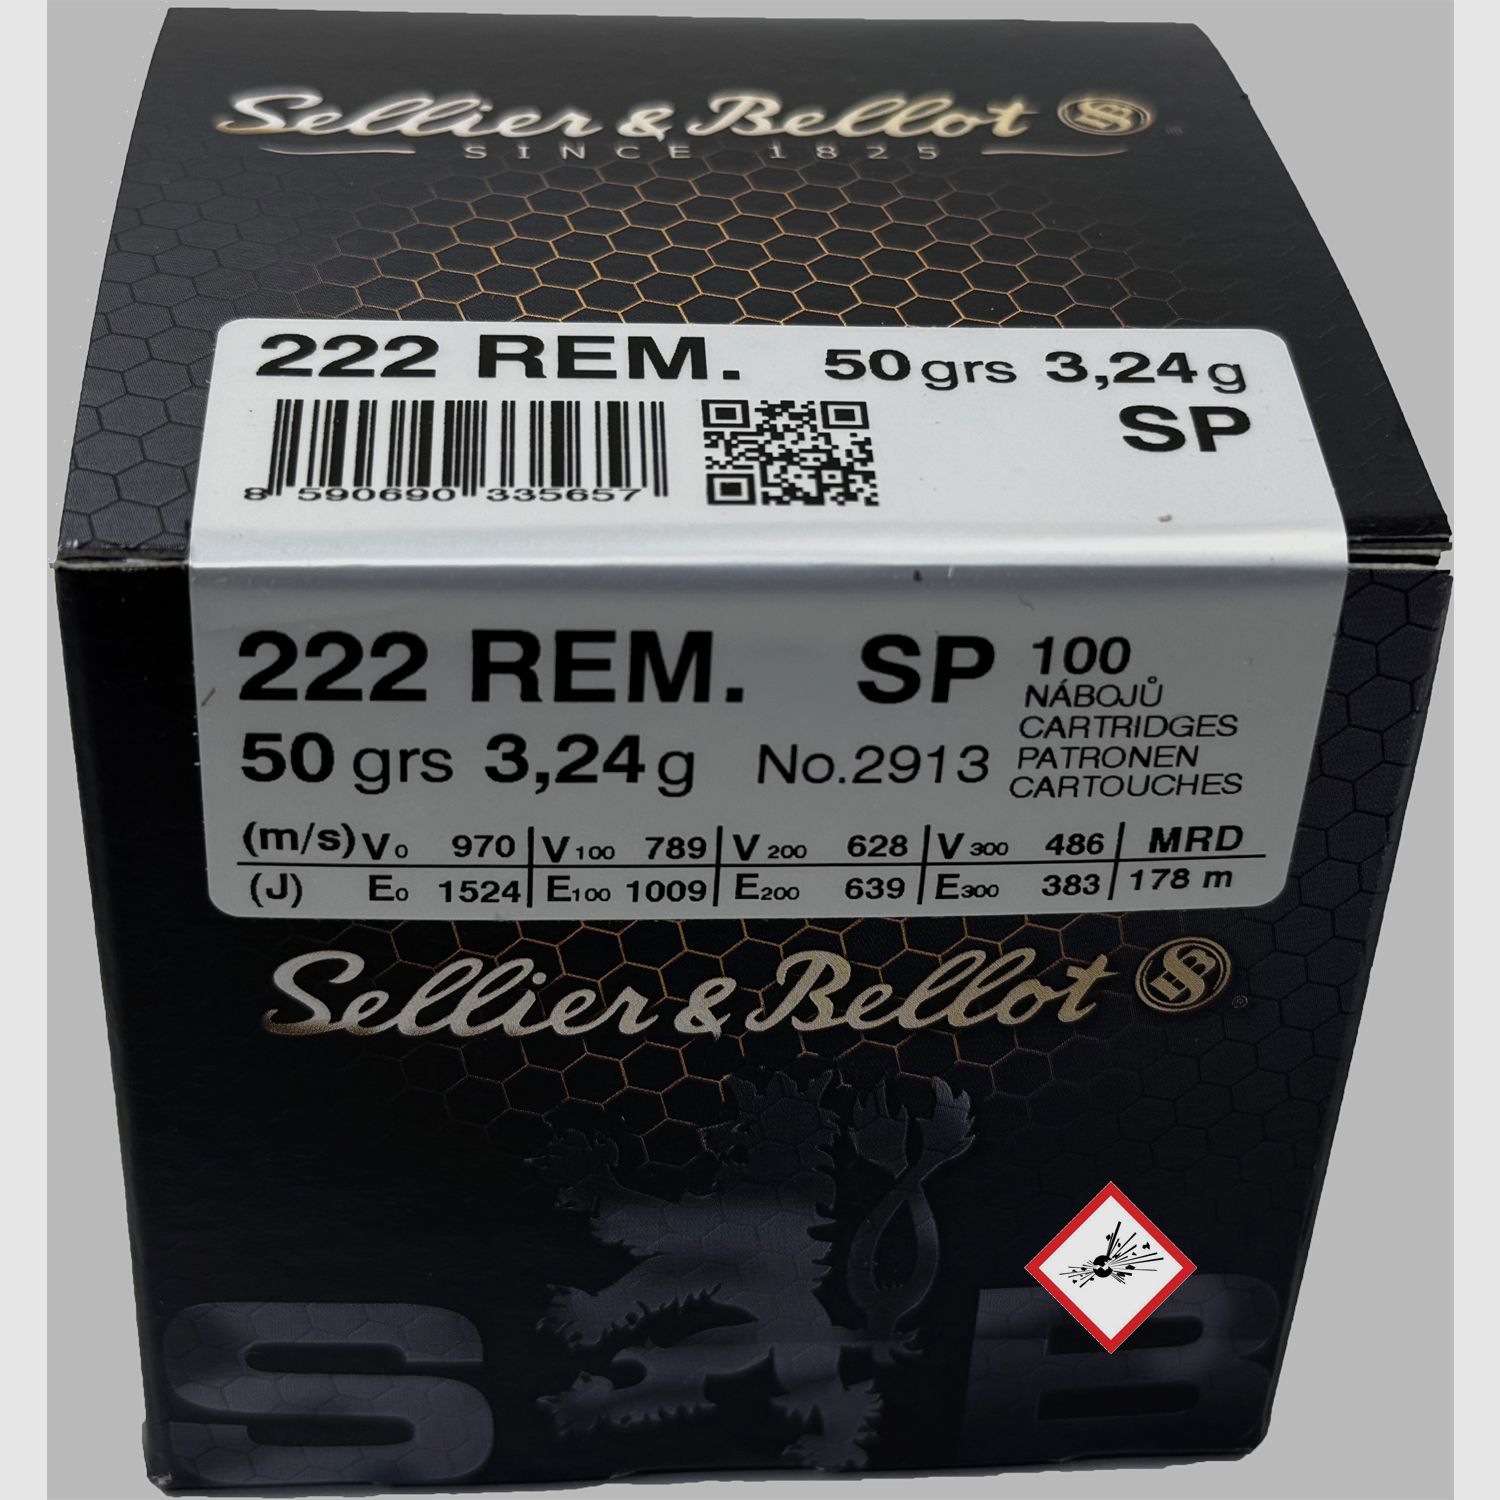 Sellier & Bellot SB
SINCE 1825
222 REM. 50 grs 3,24 g
SP
8 590690 335657
222 REM. SP 100
NÁBOJŮ
CARTRIDGES
50 grs 3,24 g No.2913 PATRONEN
CARTOUCHES
(m/s) V0 970 V100 789 V200 628 V300 486 MRD
(J) E0 1524 E100 1009 E200 639 E300 383 178 m
Sellier & Bellot SB
S B